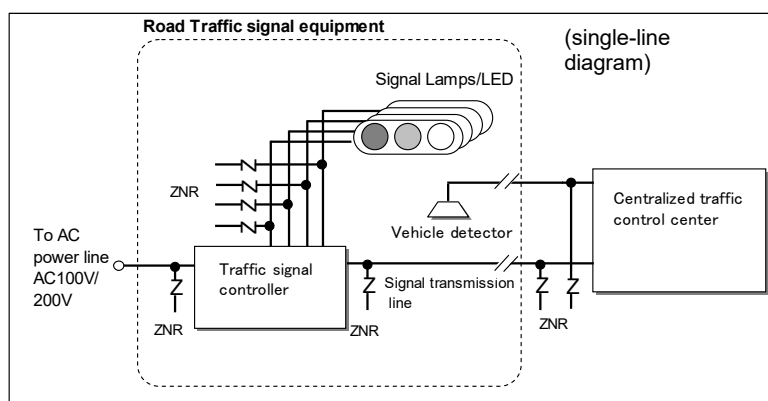 Road Traffic signal equipment
(single-line
diagram)
Signal Lamps/LED
ZNR
To AC
power line
AC100V/
200V
Traffic signal
controller
ZNR
ZNR
Vehicle detector
Signal transmission
line
Centralized traffic
control center
ZNR